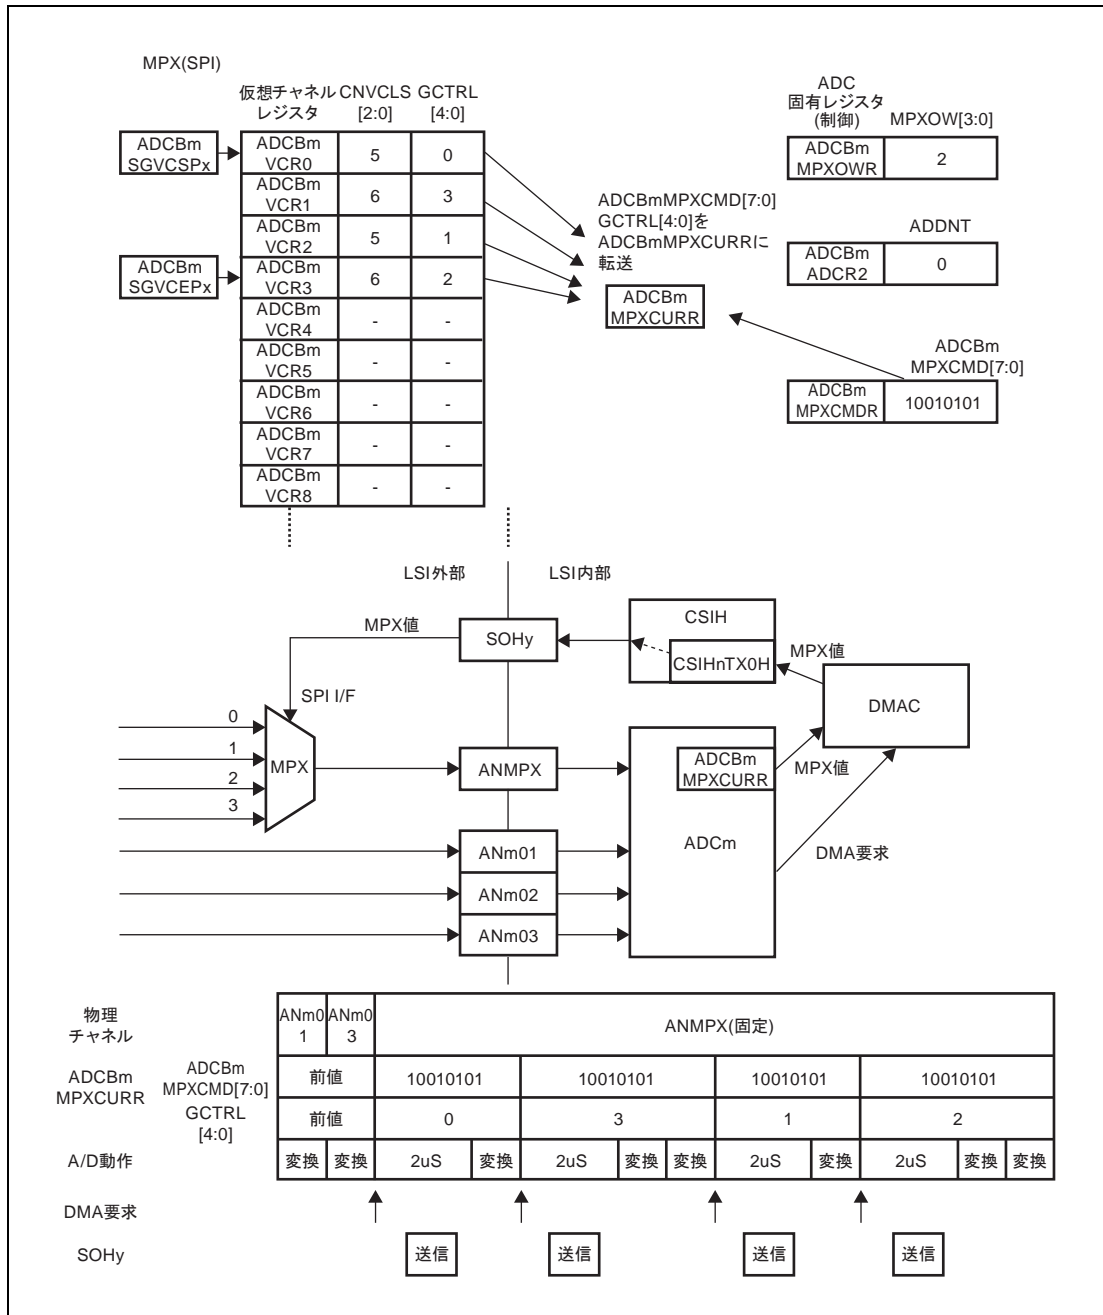 MPX(SPI)
仮想チャネル CNVCLS GCTRL
レジスタ [2:0] [4:0]
ADCBm
SGVCSPx
ADCBm
VCR0
5
0
ADCBm
VCR1
6
3
ADCBm
VCR2
5
1
ADCBm
SGVCEPx
ADCBm
VCR3
6
2
ADCBm
VCR4
-
-
ADCBm
VCR5
-
-
ADCBm
VCR6
-
-
ADCBm
VCR7
-
-
ADCBm
VCR8
-
-
ADCBmMPXCMD[7:0]
GCTRL[4:0]を
ADCBmMPXCURRに
転送
ADCBm
MPXCURR
ADC
固有レジスタ
(制御)
MPXOW[3:0]
ADCBm
MPXOWR
2
ADDNT
ADCBm
ADCR2
0
ADCBm
MPXCMD[7:0]
ADCBm
MPXCMDR
10010101
LSI外部
LSI内部
MPX値
SOHy
CSIH
CSIHnTX0H
MPX値
DMAC
SPI I/F
0
1
2
3
MPX
ANMPX
ADCBm
MPXCURR
MPX値
ADCm
DMA要求
ANm01
ANm02
ANm03
物理
チャネル
ANm0
1
ANm0
3
ANMPX(固定)
ADCBm
MPXCURR
ADCBm
MPXCMD[7:0]
前値
10010101
10010101
10010101
10010101
GCTRL
[4:0]
前値
0
3
1
2
A/D動作
変換
変換
2uS
変換
2uS
変換
変換
2uS
変換
2uS
変換
変換
DMA要求
SOHy
送信
送信
送信
送信